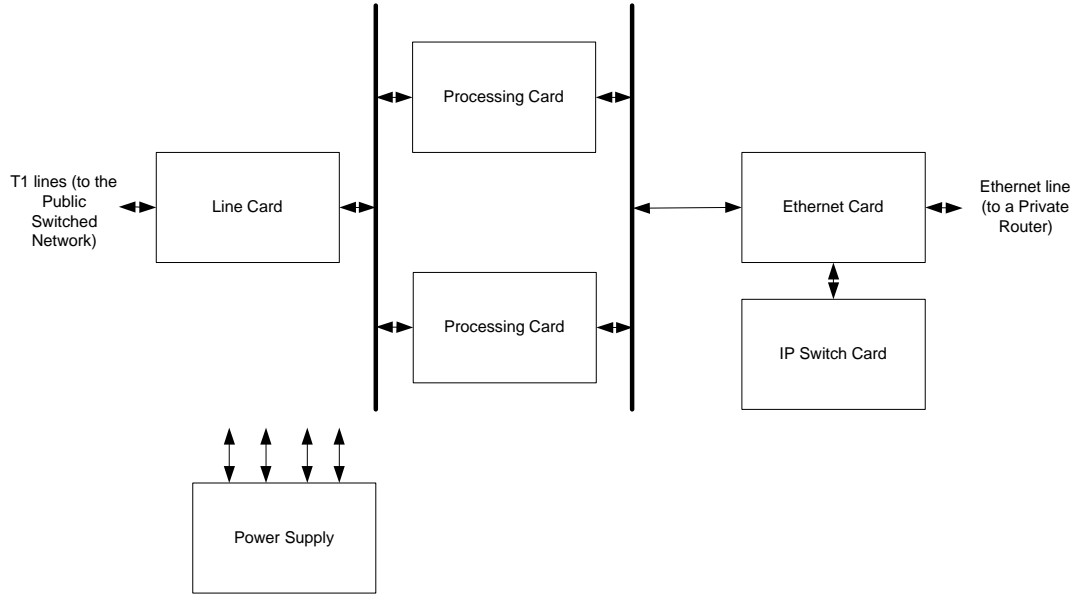 Processing Card
T1 lines (to the
Public
Switched
Network)
Line Card
Ethernet Card
Ethernet line
(to a Private
Router)
Processing Card
IP Switch Card
Power Supply